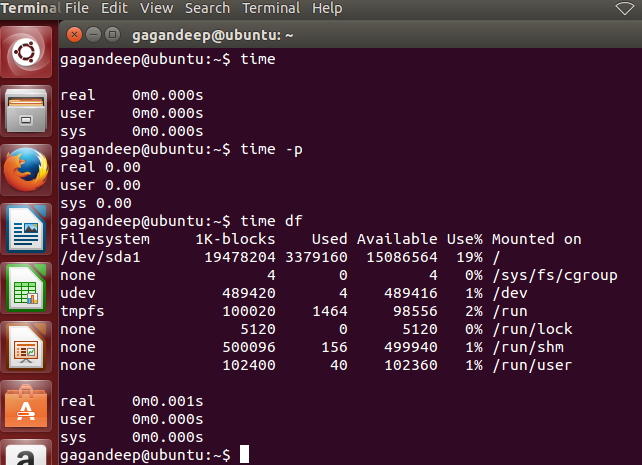 Terminal File Edit View Search Terminal Help
gagandeep@ubuntu: ~
gagandeep@ubuntu:~$ time
real    0m0.000s
user    0m0.000s
sys     0m0.000s
gagandeep@ubuntu:~$ time -p
real 0.00
user 0.00
sys 0.00
gagandeep@ubuntu:~$ time df
Filesystem     1K-blocks    Used Available Use% Mounted on
/dev/sda1       19478204 3379160  15086564  19% /
none                   4       0         4   0% /sys/fs/cgroup
udev              489420       4    489416   1% /dev
tmpfs             100020    1464     98556   2% /run
none                5120       0      5120   0% /run/lock
none              500096     156    499940   1% /run/shm
none              102400      40    102360   1% /run/user
real    0m0.001s
user    0m0.000s
sys     0m0.000s
gagandeep@ubuntu:~$
a